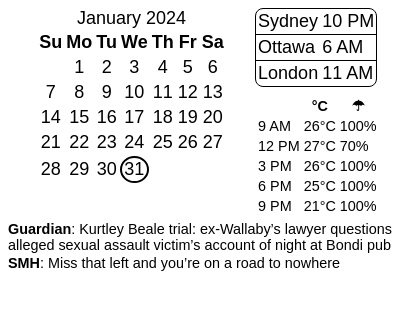 January 2024
Su Mo Tu We Th Fr Sa
1 2 3 4 5 6
7 8 9 10 11 12 13
14 15 16 17 18 19 20
21 22 23 24 25 26 27
28 29 30 31
Sydney 10 PM
Ottawa 6 AM
London 11 AM
°C ☂
9 AM 26°C 100%
12 PM 27°C 70%
3 PM 26°C 100%
6 PM 25°C 100%
9 PM 21°C 100%
Guardian: Kurtley Beale trial: ex-Wallaby’s lawyer questions
alleged sexual assault victim’s account of night at Bondi pub
SMH: Miss that left and you’re on a road to nowhere